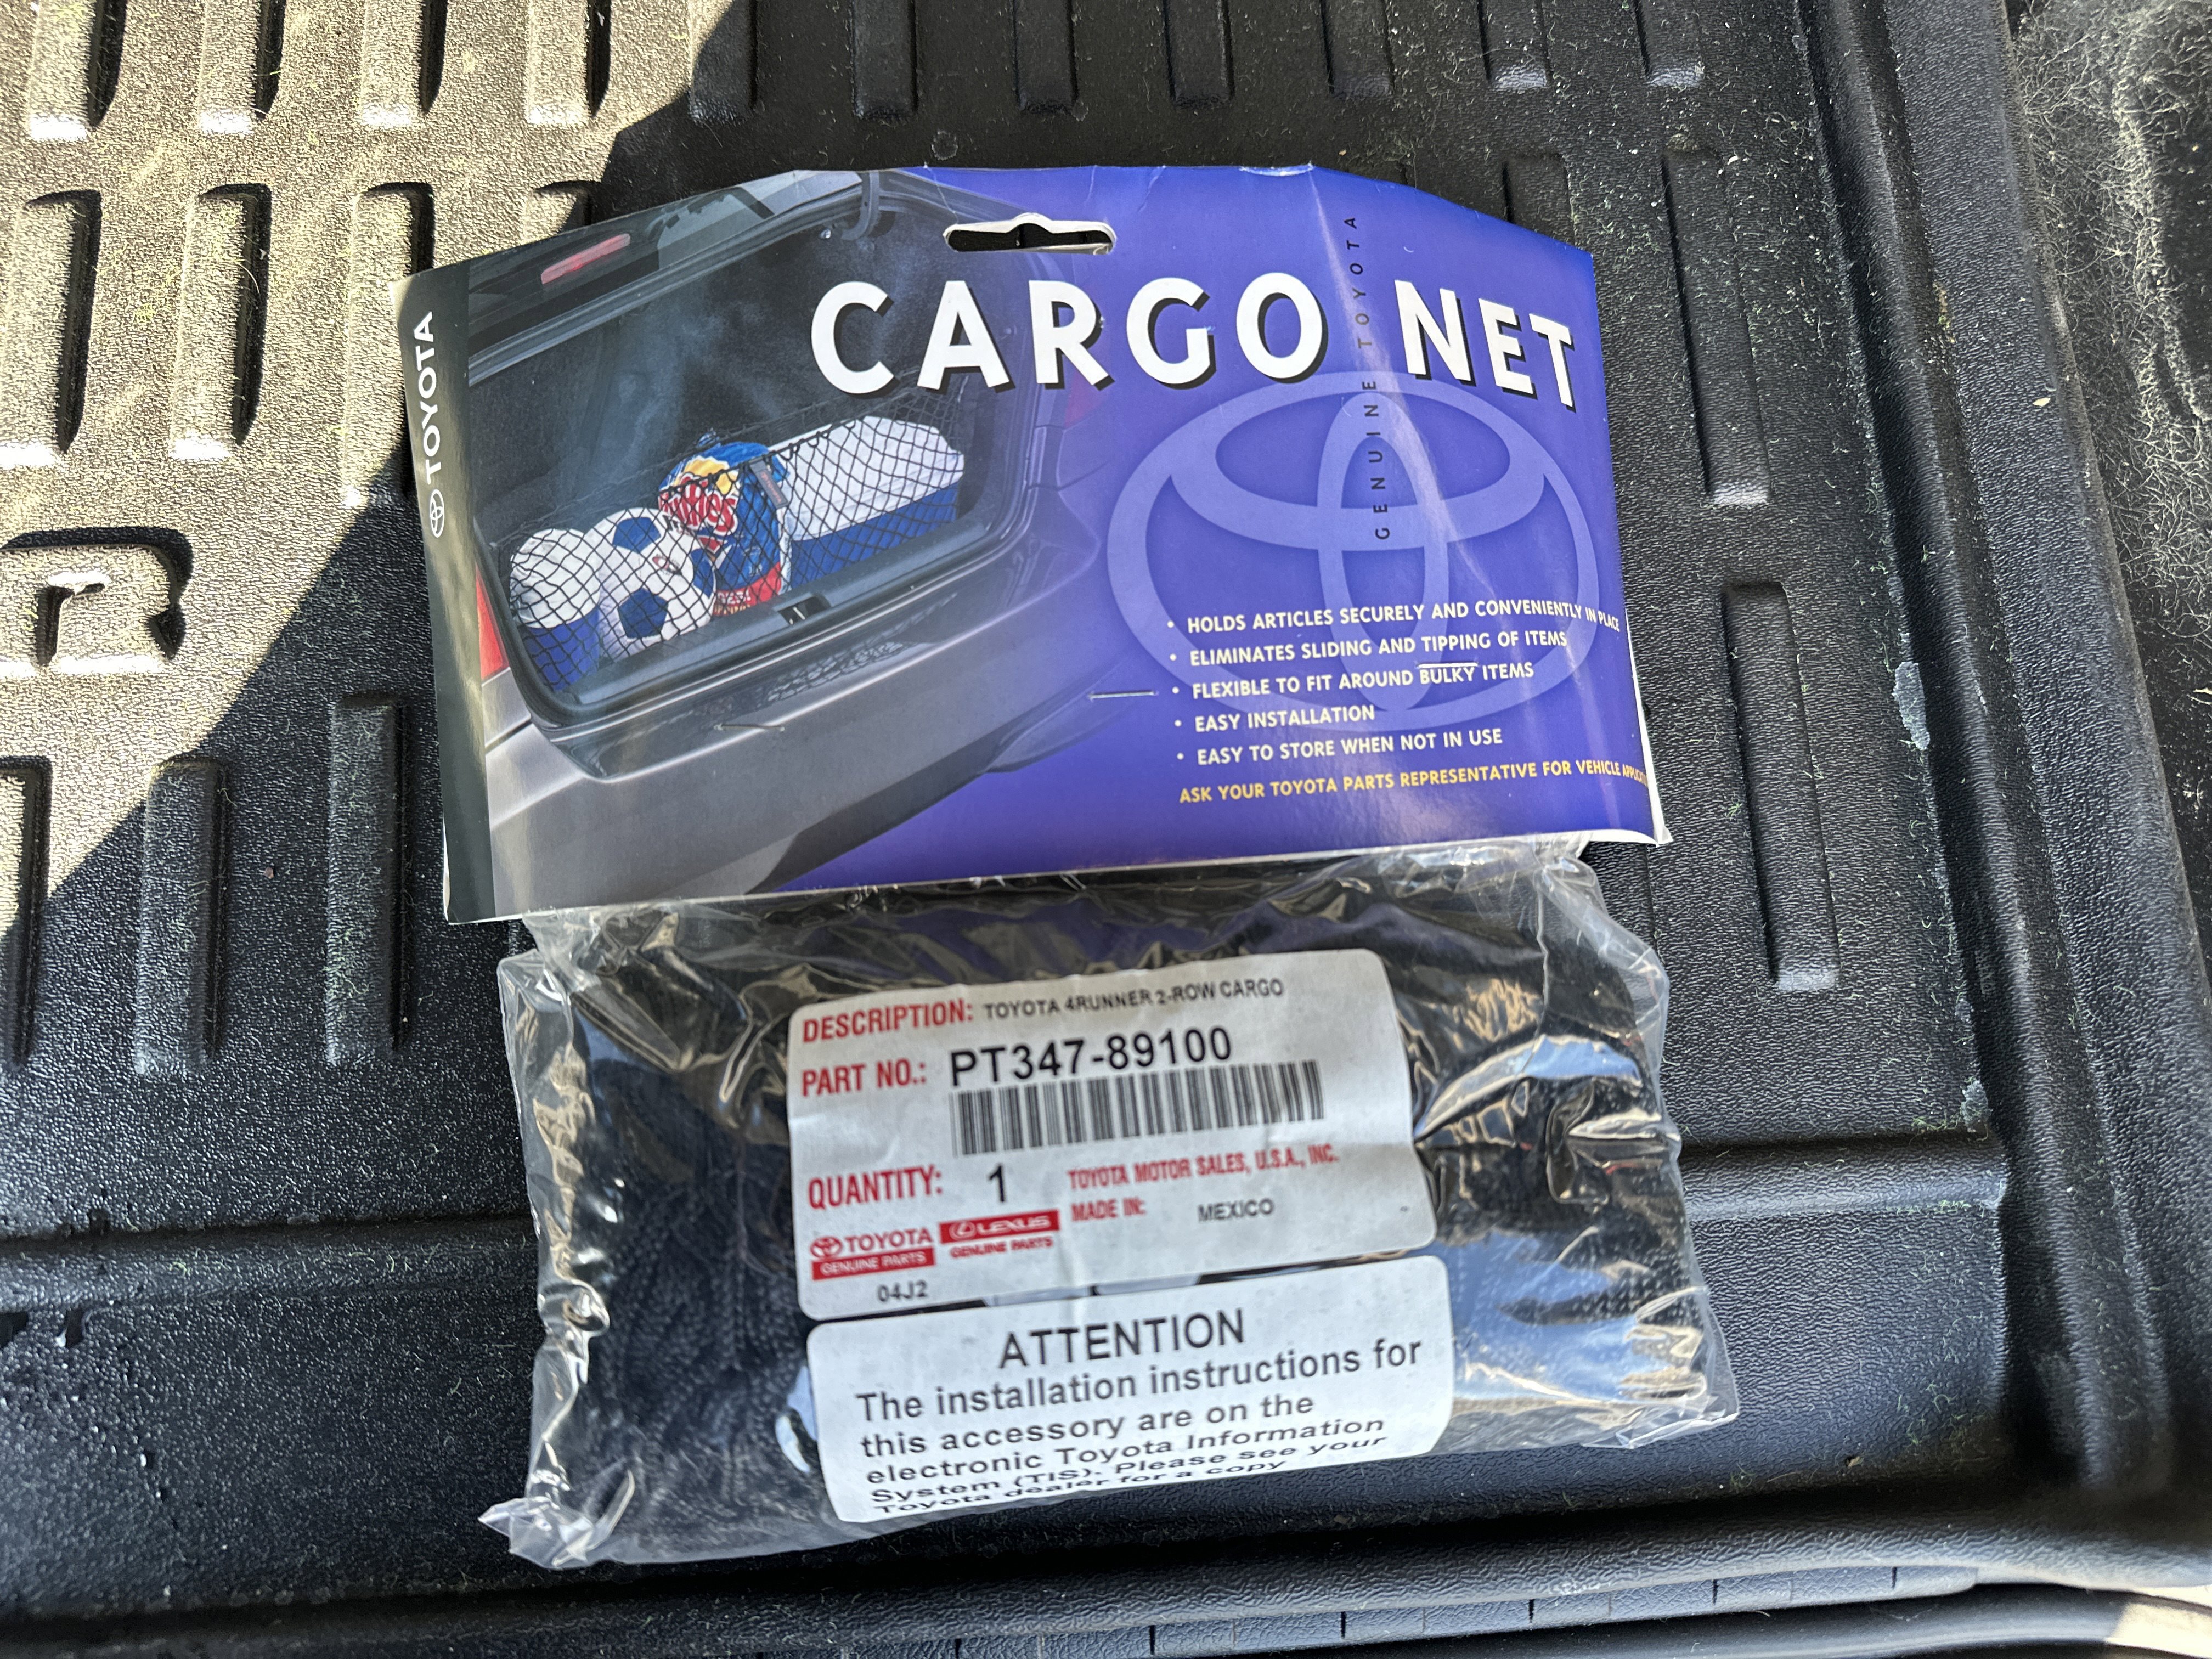 TOYOTA
CARGO NET
GENUINE TOYOTA
• HOLDS ARTICLES SECURELY AND CONVENIENTLY IN PLACE
• ELIMINATES SLIDING AND TIPPING OF ITEMS
• FLEXIBLE TO FIT AROUND BULKY ITEMS
• EASY INSTALLATION
• EASY TO STORE WHEN NOT IN USE
ASK YOUR TOYOTA PARTS REPRESENTATIVE FOR VEHICLE
DESCRIPTION: TOYOTA 4RUNNER 2-ROW CARGO
PART NO.: PT347-89100
QUANTITY: 1
TOYOTA MOTOR SALES, U.S.A., INC.
MADE IN: MEXICO
TOYOTA
GENUINE PARTS
LEXUS
GENUINE PARTS
04J2
ATTENTION
The installation instructions for
this accessory are on the
electronic Toyota Information
System (TIS). Please see your
Toyota dealer for a copy